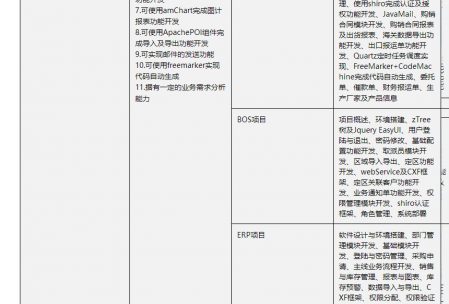 报表功能开发
7.可使用amChart完成图计
报表功能开发
8.可使用ApachePOI组件完
成导入及导出功能开发
9.可实现邮件的发送功能
10.可使用freemarker实现
代码自动生成
11.据有一定的业务需求分析
能力
理、使用shiro完成认证及授
权功能开发、JavaMail、购销
合同模块开发、购销合同报表
及出货报表、海关数据导出功
能开发、出口报运单功能开
发、Quartz定时任务调度实
现、FreeMarker+CodeMac
hine完成代码自动生成、委托
单、催款单、财务报运单、生
产厂家及产品信息
BOS项目
项目概述、环境搭建、zTree
树及Jquery EasyUI、用户登
陆与退出、密码修改、基础配
置功能开发、取派员模块开
发、区域导入导出、定区功能
开发、webService及CXF框
架、定区关联客户功能开
发、业务通知单功能开发、权
限管理模块开发、shiro认证
框架、角色管理、系统部署
ERP项目
软件设计与环境搭建、部门管
理模块开发、基础模块开
发、登陆与密码管理、采购申
请、主线业务流程开发、销售
与库存管理、报表与图表、库
存预警、数据导入与导出、C
XF框架、权限分配、权限验证